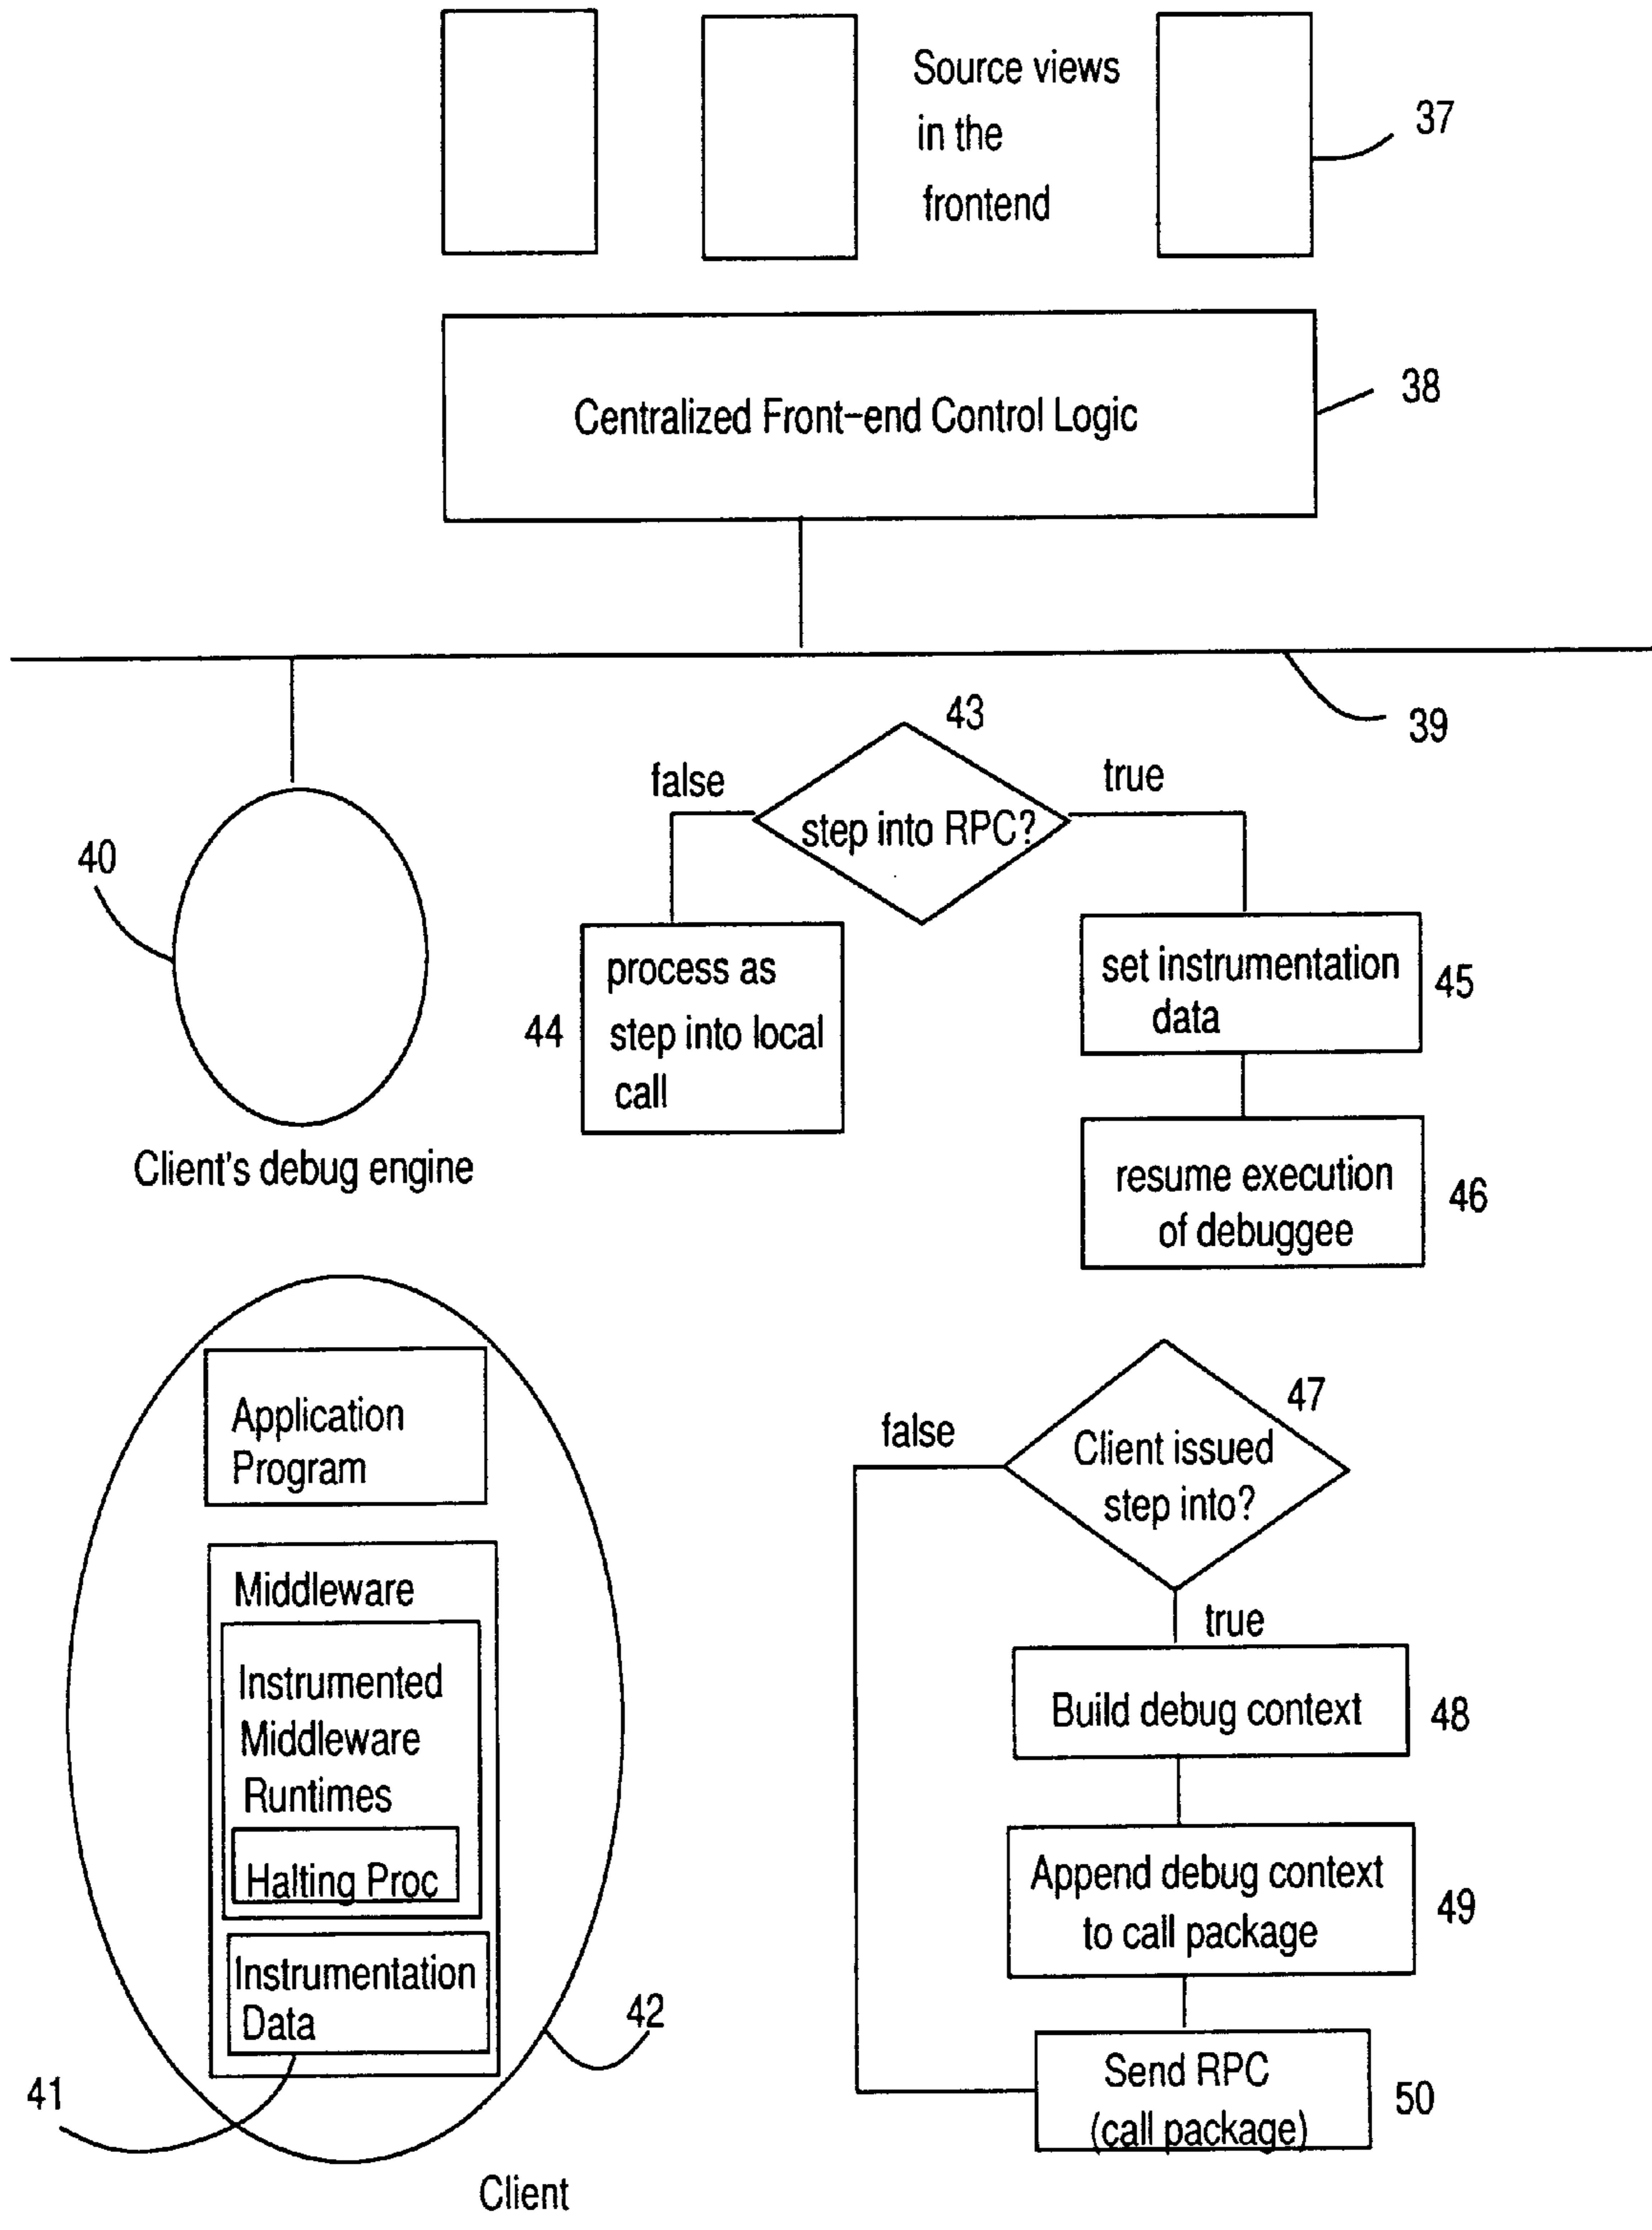 Source views
in the
frontend
37
Centralized Front-end Control Logic
38
39
43
false
true
step into RPC?
40
process as
step into local
call
44
set instrumentation
data
45
resume execution
of debuggee
46
Client's debug engine
Application
Program
Middleware
Instrumented
Middleware
Runtimes
Halting Proc
Instrumentation
Data
42
41
Client
47
false
Client issued
step into?
true
Build debug context
48
Append debug context
to call package
49
Send RPC
(call package)
50